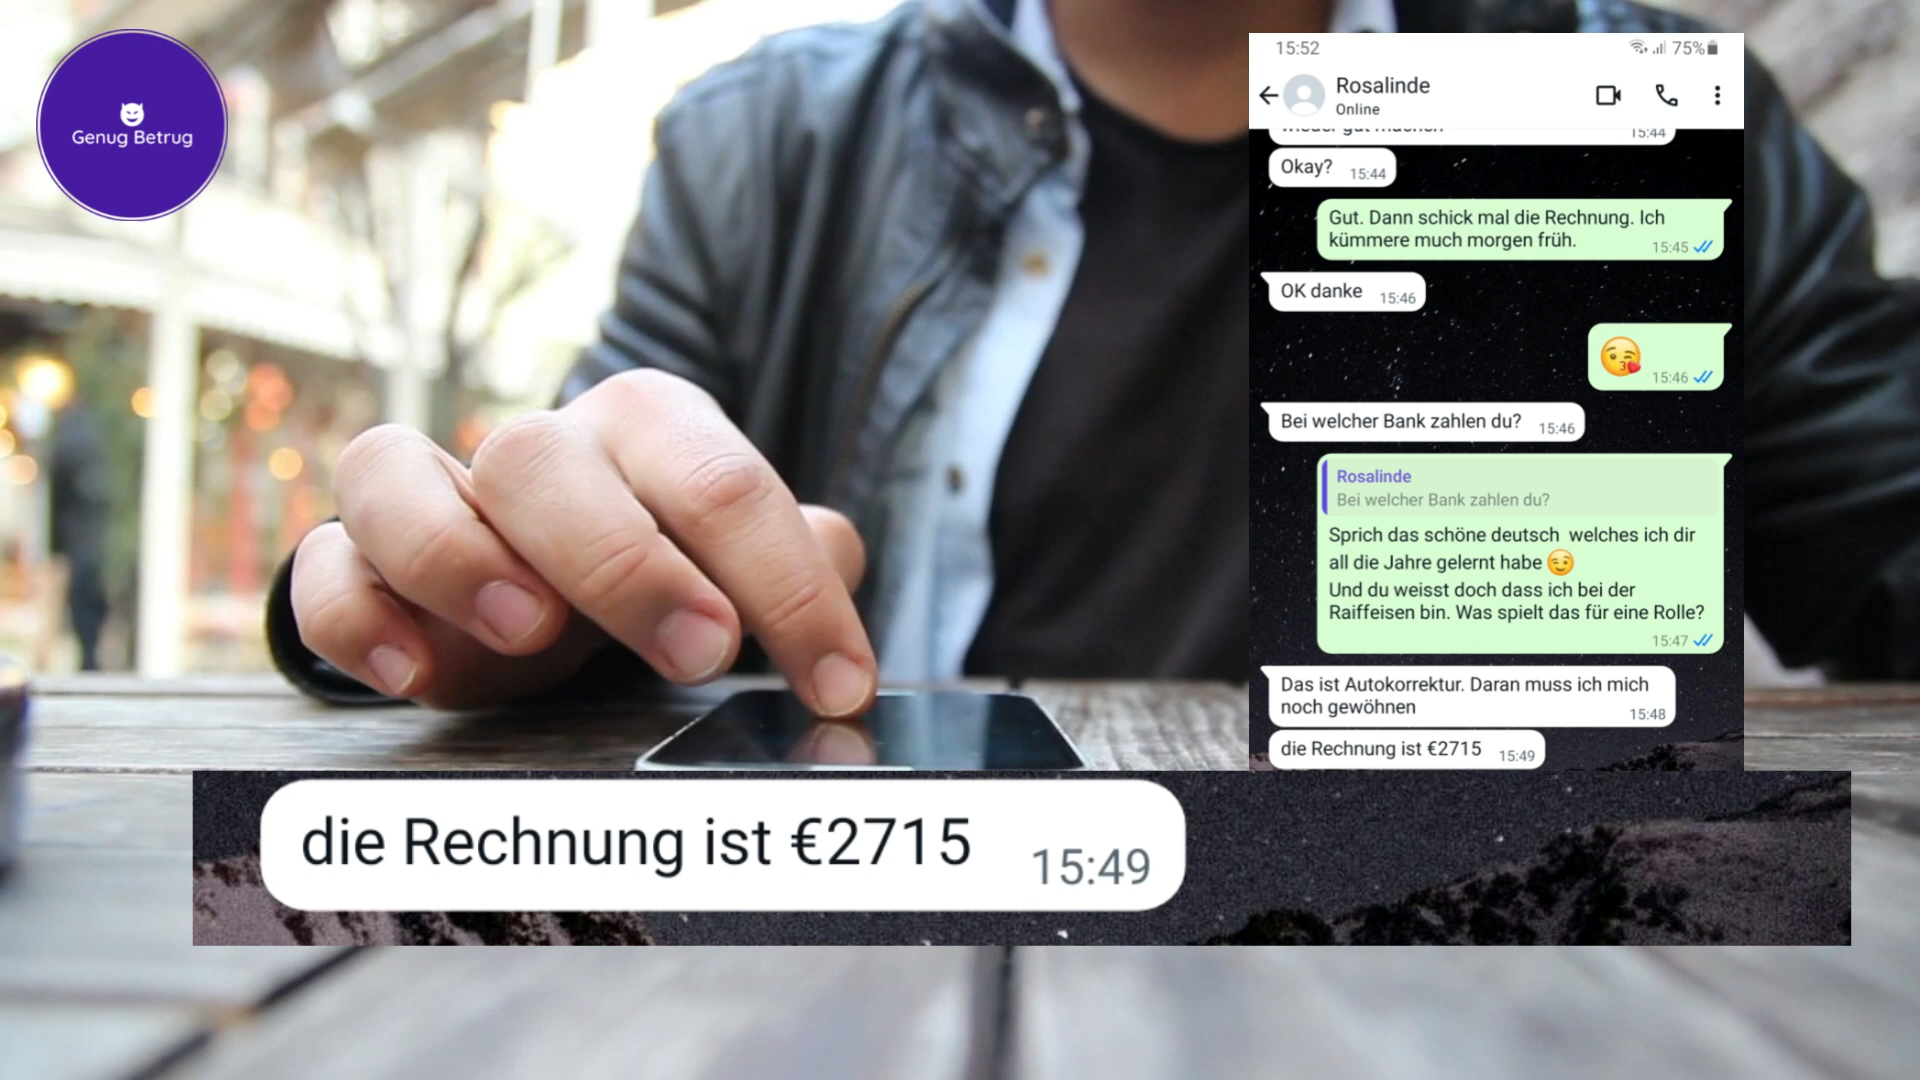 Genug Betrug
15:52
75%
Rosalinde
Online
wieder gut machen
15:44
Okay?
15:44
Gut. Dann schick mal die Rechnung. Ich
kümmere much morgen früh.
15:45
OK danke
15:46
15:46
Bei welcher Bank zahlen du?
15:46
Rosalinde
Bei welcher Bank zahlen du?
Sprich das schöne deutsch welches ich dir
all die Jahre gelernt habe 😉
Und du weisst doch dass ich bei der
Raiffeisen bin. Was spielt das für eine Rolle?
15:47
Das ist Autokorrektur. Daran muss ich mich
noch gewöhnen
15:48
die Rechnung ist €2715
15:49
die Rechnung ist €2715
15:49